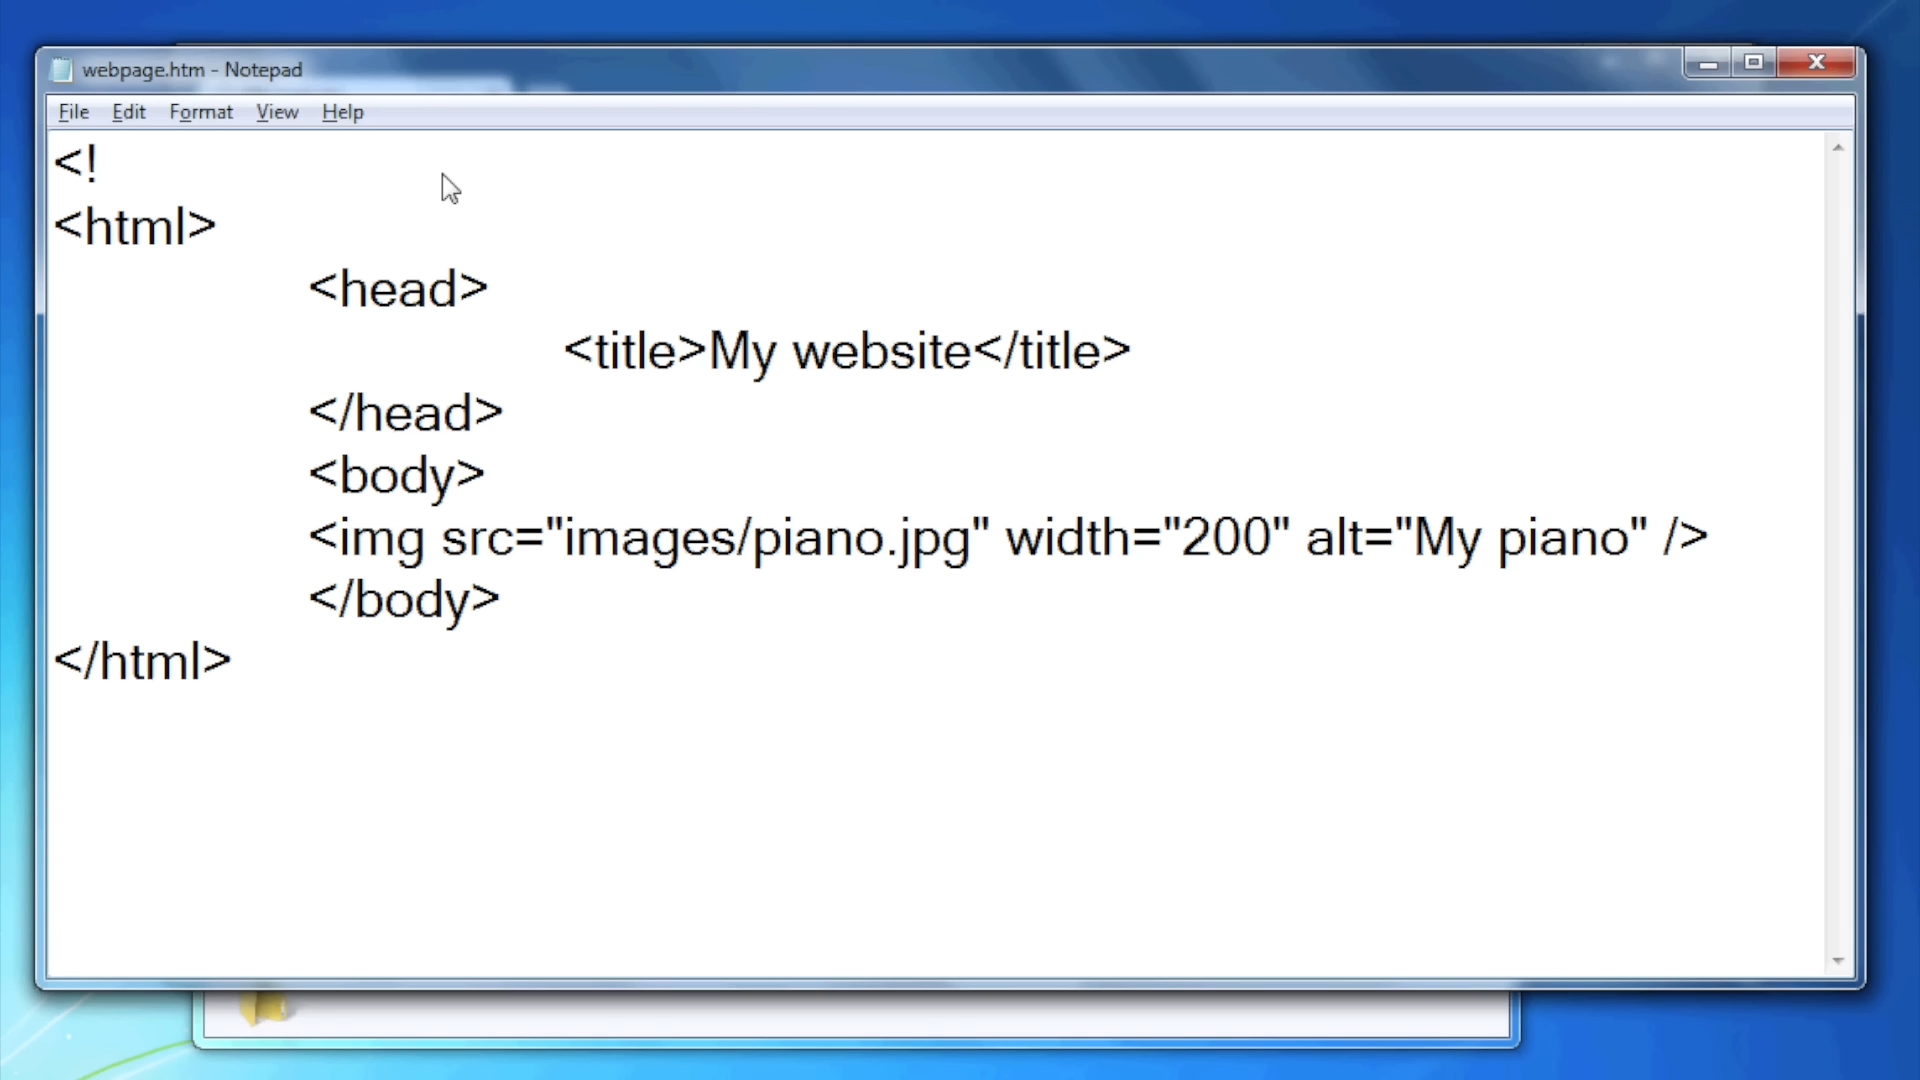 webpage.htm - Notepad
File Edit Format View Help
<!
<html>
<head>
<title>My website</title>
</head>
<body>
<img src="images/piano.jpg" width="200" alt="My piano" />
</body>
</html>